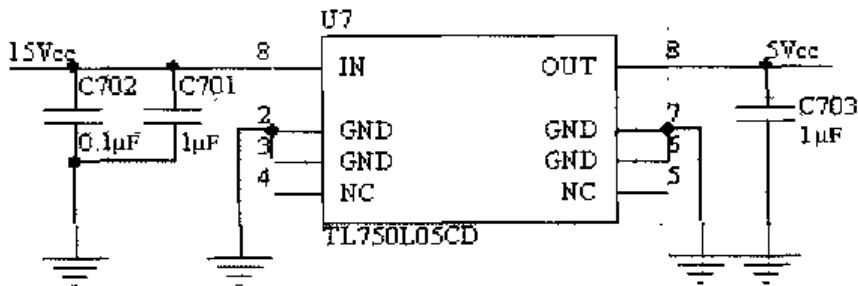 U7
15Vcc
8
8
5Vcc
C702
C701
IN
OUT
C703
1μF
0.1μF
1μF
2
GND
GND
7
3
GND
GND
6
4
NC
NC
5
TL750L05CD